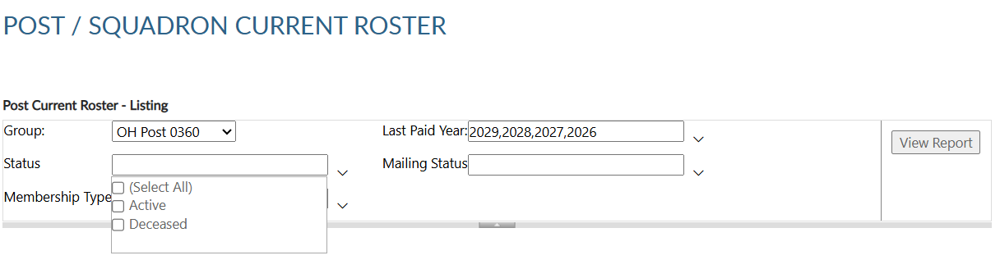 POST / SQUADRON CURRENT ROSTER
Post Current Roster - Listing
Group: OH Post 0360 Last Paid Year: 2029,2028,2027,2026 View Report
Status Mailing Status
(Select All)
Membership Type
Active
Deceased